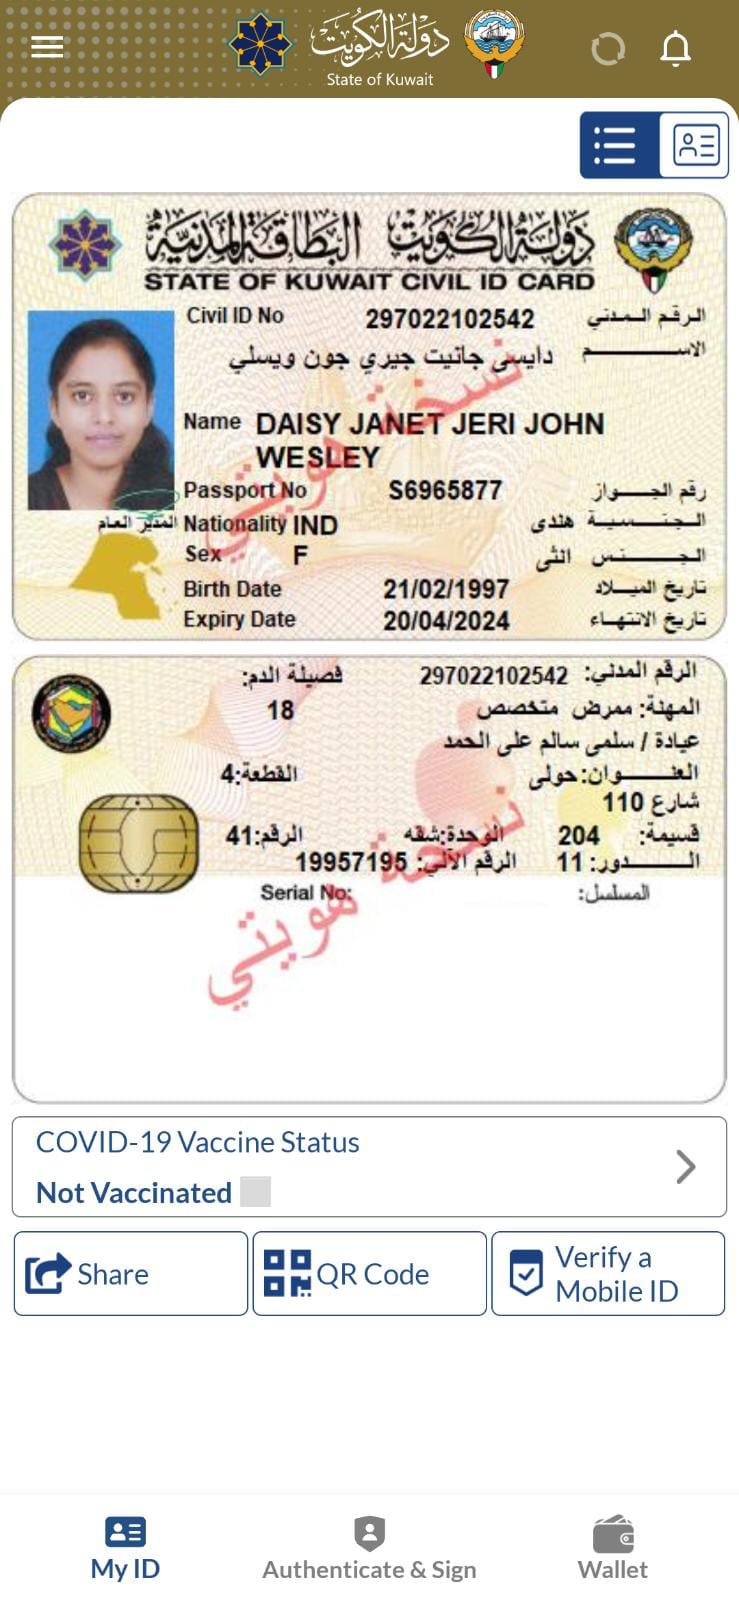 دولة الكويت
State of Kuwait
دولة الكويت البطاقة المدنية
STATE OF KUWAIT CIVIL ID CARD
Civil ID No 297022102542 الرقم المدني
الاسم دايسى جانيت جيري جون ويسلي
Name DAISY JANET JERI JOHN
WESLEY
Passport No S6965877 رقم الجواز
المدير العام Nationality IND الجنسية هندى
Sex F الجنس انثى
Birth Date 21/02/1997 تاريخ الميلاد
Expiry Date 20/04/2024 تاريخ الانتهاء
نسخة هويتي
الرقم المدني: 297022102542 فصيلة الدم:
المهنة: ممرض متخصص 18
عيادة / سلمى سالم على الحمد
العنوان: حولى القطعة: 4
شارع 110
قسيمة: 204 الوحدة: شقه الرقم: 41
الدور: 11 الرقم الآلي: 19957195
المسلسل: Serial No:
نسخة هويتي
COVID-19 Vaccine Status
Not Vaccinated
Share
QR Code
Verify a
Mobile ID
My ID
Authenticate & Sign
Wallet